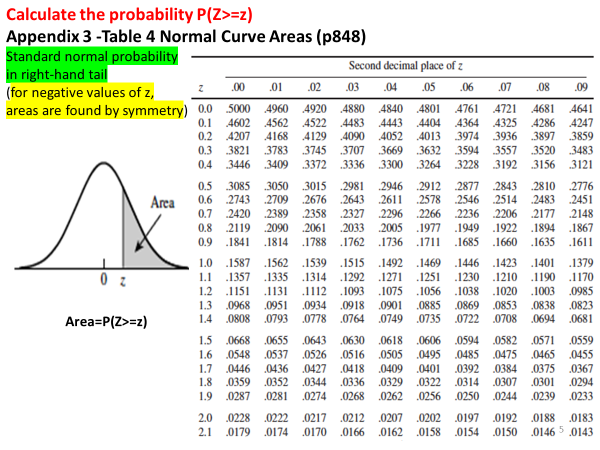 Calculate the probability P(Z>=z)
Appendix 3 -Table 4 Normal Curve Areas (p848)
Standard normal probability
in right-hand tail
(for negative values of z,
areas are found by symmetry)
Area
0 z
Area=P(Z>=z)
Second decimal place of z
z .00 .01 .02 .03 .04 .05 .06 .07 .08 .09
0.0 .5000 .4960 .4920 .4880 .4840 .4801 .4761 .4721 .4681 .4641
0.1 .4602 .4562 .4522 .4483 .4443 .4404 .4364 .4325 .4286 .4247
0.2 .4207 .4168 .4129 .4090 .4052 .4013 .3974 .3936 .3897 .3859
0.3 .3821 .3783 .3745 .3707 .3669 .3632 .3594 .3557 .3520 .3483
0.4 .3446 .3409 .3372 .3336 .3300 .3264 .3228 .3192 .3156 .3121
0.5 .3085 .3050 .3015 .2981 .2946 .2912 .2877 .2843 .2810 .2776
0.6 .2743 .2709 .2676 .2643 .2611 .2578 .2546 .2514 .2483 .2451
0.7 .2420 .2389 .2358 .2327 .2296 .2266 .2236 .2206 .2177 .2148
0.8 .2119 .2090 .2061 .2033 .2005 .1977 .1949 .1922 .1894 .1867
0.9 .1841 .1814 .1788 .1762 .1736 .1711 .1685 .1660 .1635 .1611
1.0 .1587 .1562 .1539 .1515 .1492 .1469 .1446 .1423 .1401 .1379
1.1 .1357 .1335 .1314 .1292 .1271 .1251 .1230 .1210 .1190 .1170
1.2 .1151 .1131 .1112 .1093 .1075 .1056 .1038 .1020 .1003 .0985
1.3 .0968 .0951 .0934 .0918 .0901 .0885 .0869 .0853 .0838 .0823
1.4 .0808 .0793 .0778 .0764 .0749 .0735 .0722 .0708 .0694 .0681
1.5 .0668 .0655 .0643 .0630 .0618 .0606 .0594 .0582 .0571 .0559
1.6 .0548 .0537 .0526 .0516 .0505 .0495 .0485 .0475 .0465 .0455
1.7 .0446 .0436 .0427 .0418 .0409 .0401 .0392 .0384 .0375 .0367
1.8 .0359 .0352 .0344 .0336 .0329 .0322 .0314 .0307 .0301 .0294
1.9 .0287 .0281 .0274 .0268 .0262 .0256 .0250 .0244 .0239 .0233
2.0 .0228 .0222 .0217 .0212 .0207 .0202 .0197 .0192 .0188 .0183
2.1 .0179 .0174 .0170 .0166 .0162 .0158 .0154 .0150 .0146 5 .0143